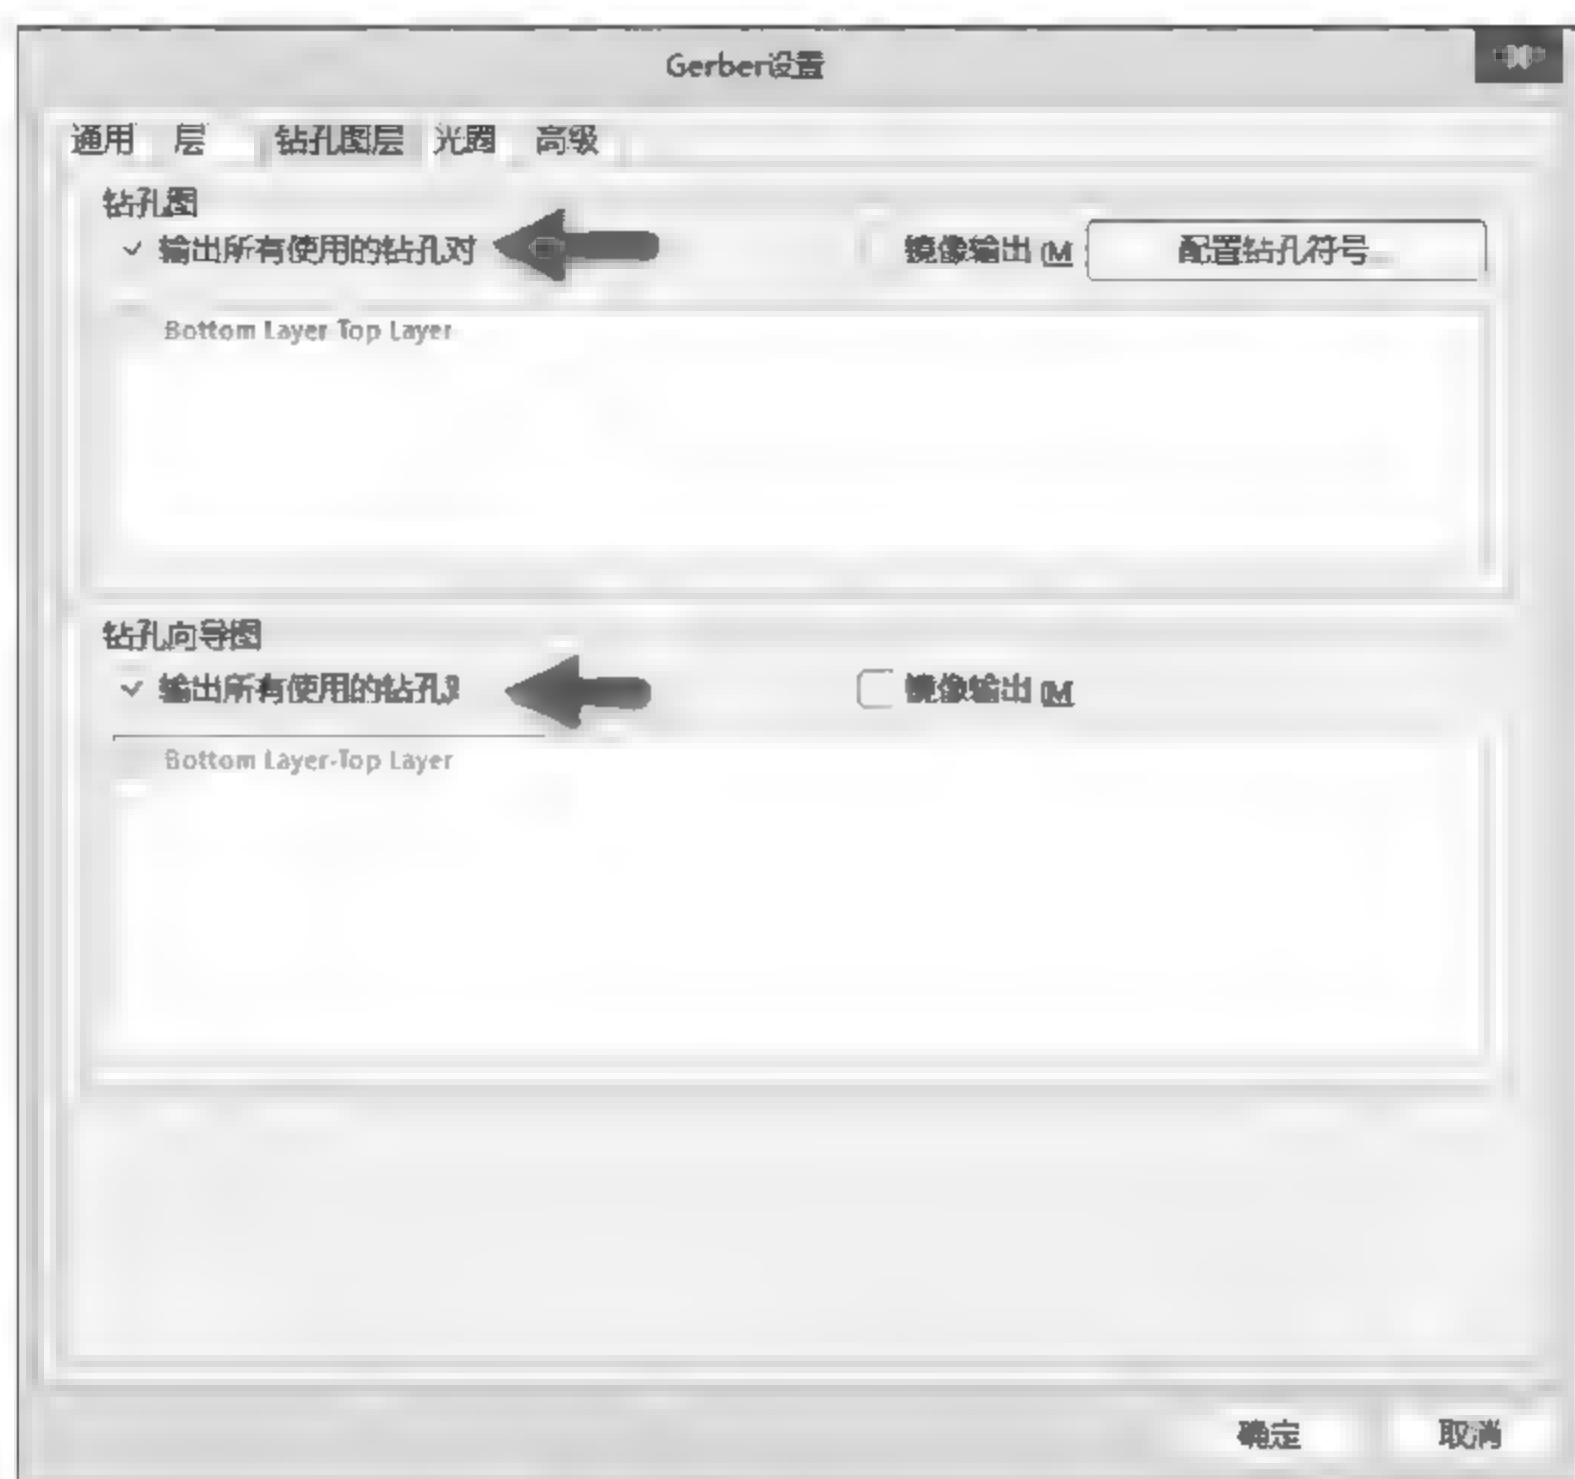 Gerber设置
通用 层 钻孔图层 光圈 高级
钻孔图
输出所有使用的钻孔对 镜像输出 (M 配置钻孔符号...
Bottom Layer-Top Layer
钻孔向导图
输出所有使用的钻孔 镜像输出 (M
Bottom Layer-Top Layer
确定 取消